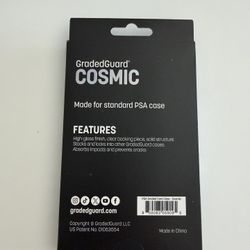 GradedGuard
COSMIC
Made for standard PSA case
FEATURES
High gloss finish, clear backing piece, solid structure
Stacks and locks into other GradedGuard cases
Absorbs impacts and prevents cracks
gradedguard.com
Copyright © GradedGuard LLC
US Patent No. D1063664
Made in China